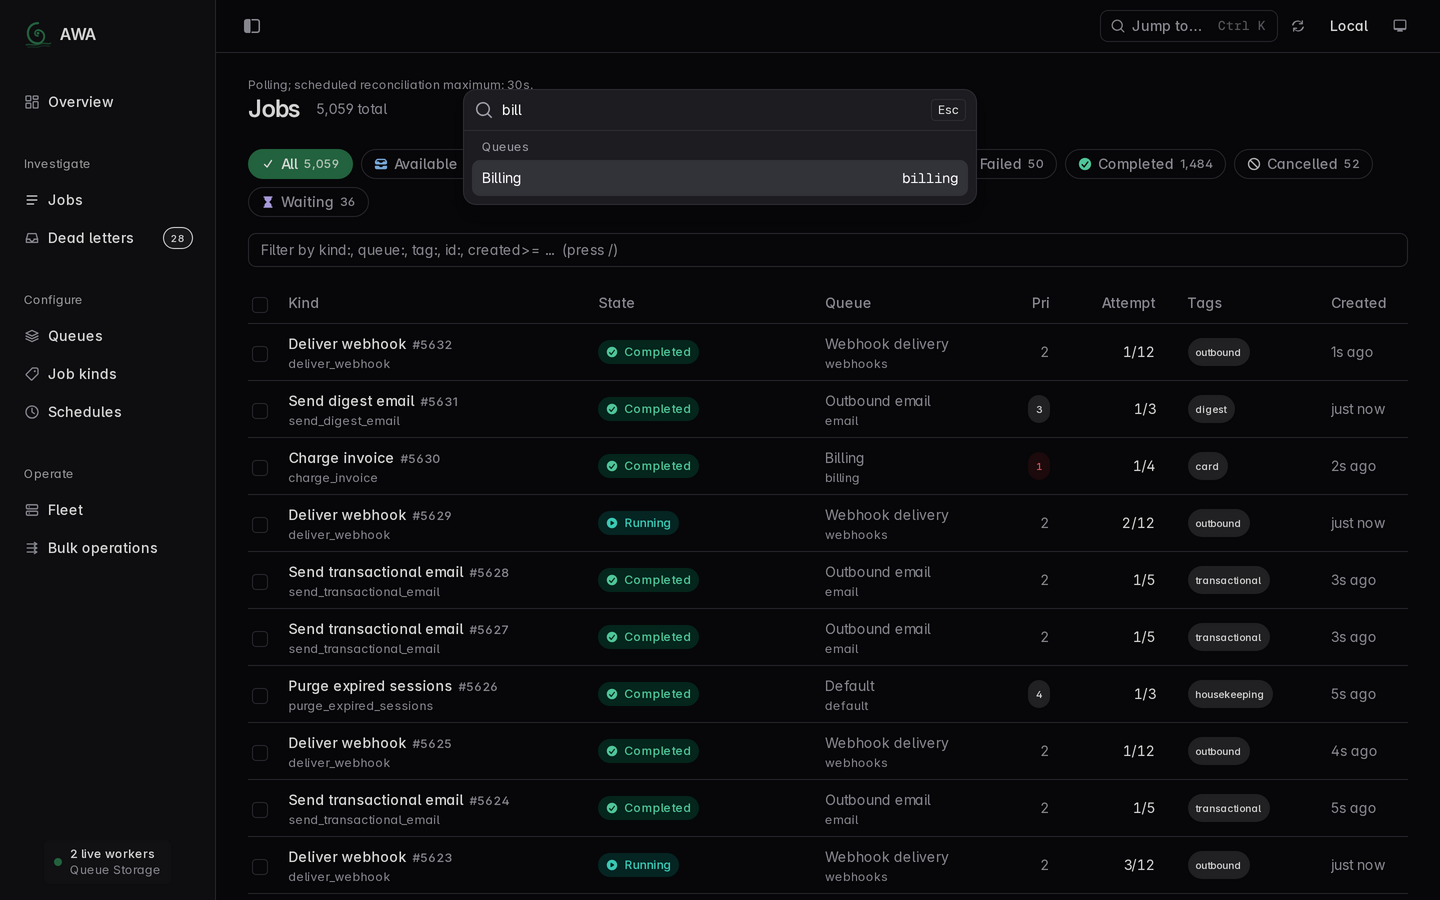 AWA
Overview
Investigate
Jobs
Dead letters 28
Configure
Queues
Job kinds
Schedules
Operate
Fleet
Bulk operations
2 live workers
Queue Storage
Jump to... Ctrl K
Local
Polling; scheduled reconciliation maximum: 30s.
Jobs 5,059 total
bill Esc
Queues
Billing billing
All 5,059 Available Failed 50 Completed 1,484 Cancelled 52
Waiting 36
Filter by kind:, queue:, tag:, id:, created>= … (press /)
Kind State Queue Pri Attempt Tags Created
Deliver webhook #5632 Completed Webhook delivery 2 1/12 outbound 1s ago
deliver_webhook webhooks
Send digest email #5631 Completed Outbound email 3 1/3 digest just now
send_digest_email email
Charge invoice #5630 Completed Billing 1 1/4 card 2s ago
charge_invoice billing
Deliver webhook #5629 Running Webhook delivery 2 2/12 outbound just now
deliver_webhook webhooks
Send transactional email #5628 Completed Outbound email 2 1/5 transactional 3s ago
send_transactional_email email
Send transactional email #5627 Completed Outbound email 2 1/5 transactional 3s ago
send_transactional_email email
Purge expired sessions #5626 Completed Default 4 1/3 housekeeping 5s ago
purge_expired_sessions default
Deliver webhook #5625 Completed Webhook delivery 2 1/12 outbound 4s ago
deliver_webhook webhooks
Send transactional email #5624 Completed Outbound email 2 1/5 transactional 5s ago
send_transactional_email email
Deliver webhook #5623 Running Webhook delivery 2 3/12 outbound just now
deliver_webhook webhooks